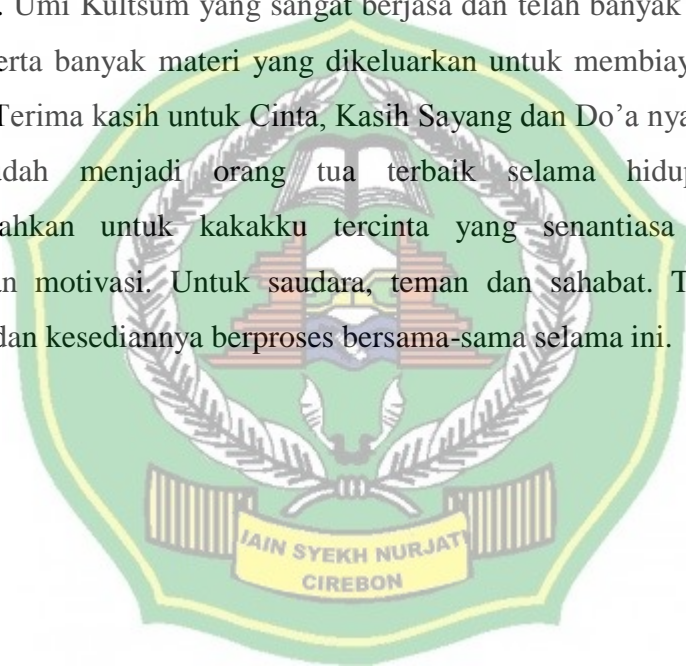 . Umi Kultsum yang sangat berjasa dan telah banyak
erta banyak materi yang dikeluarkan untuk membiay
Terima kasih untuk Cinta, Kasih Sayang dan Do’a nya
dah menjadi orang tua terbaik selama hidup
ahkan untuk kakakku tercinta yang senantiasa
n motivasi. Untuk saudara, teman dan sahabat. T
dan kesediannya berproses bersama-sama selama ini.
IAIN SYEKH NURJATI
CIREBON